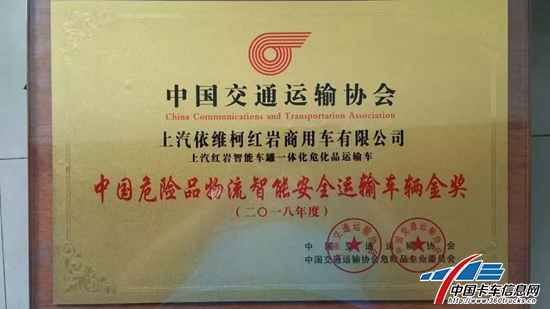 中国交通运输协会
China Communications and Transportation Association
上汽依维柯红岩商用车有限公司
上汽红岩智能车罐一体化危化品运输车
中国危险品物流智能安全运输车辆金奖
（二〇一八年度）
中国交通运输协会
中国交通运输协会危险品专业委员会
中国卡车信息网
http://www.360trucks.cn